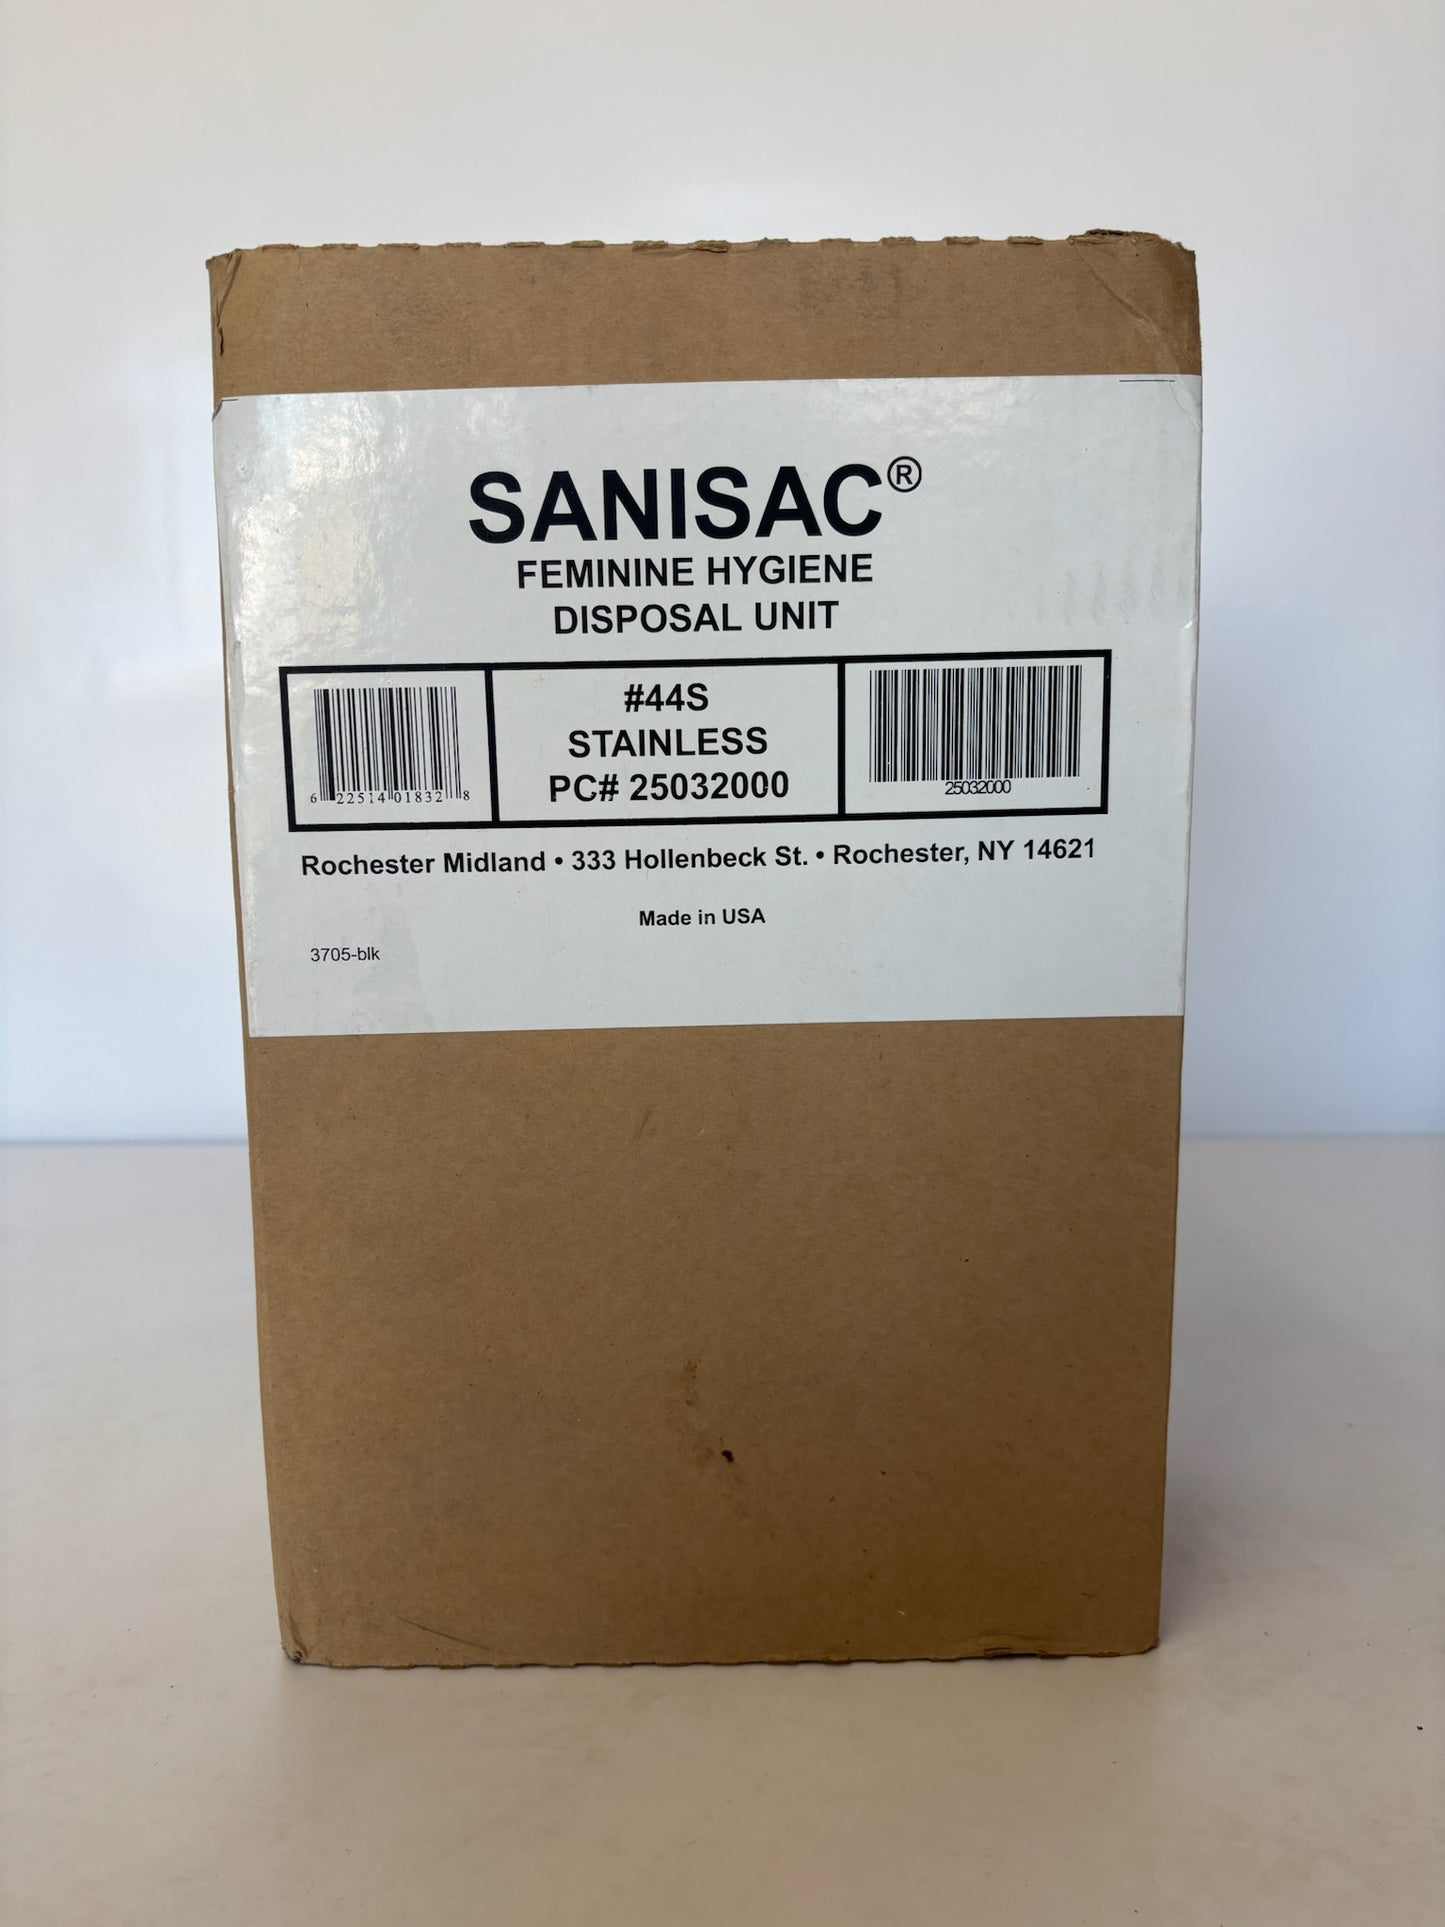 SANISAC®
FEMININE HYGIENE
DISPOSAL UNIT
#44S
STAINLESS
PC# 25032000
6 22514 01832 8
25032000
Rochester Midland • 333 Hollenbeck St. • Rochester, NY 14621
Made in USA
3705-blk